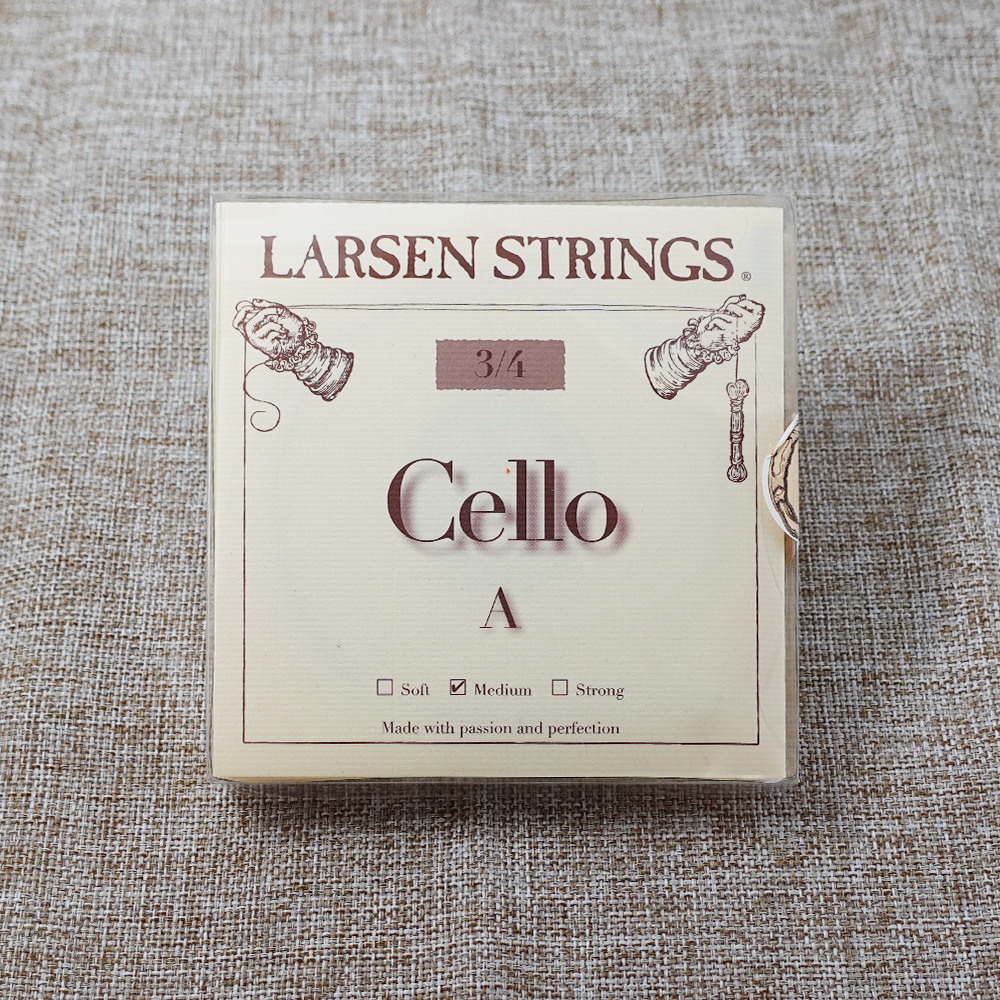 LARSEN STRINGS®
3/4
Cello
A
☐ Soft ☑ Medium ☐ Strong
Made with passion and perfection